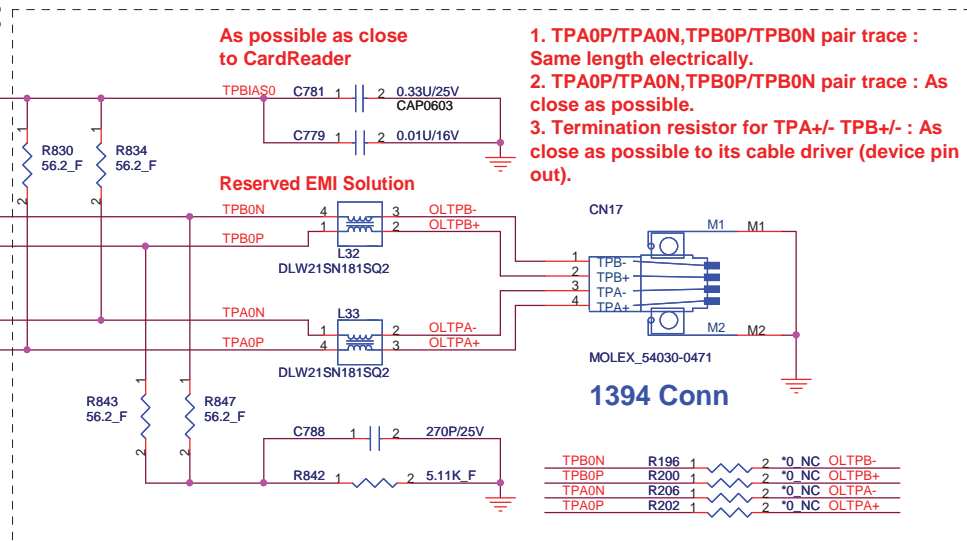 As possible as close
to CardReader
1. TPA0P/TPA0N,TPB0P/TPB0N pair trace :
Same length electrically.
2. TPA0P/TPA0N,TPB0P/TPB0N pair trace : As
close as possible.
3. Termination resistor for TPA+/- TPB+/- : As
close as possible to its cable driver (device pin
out).
TPBIAS0 C781 1 2 0.33U/25V
CAP0603
C779 1 2 0.01U/16V
1 1
R830 R834
56.2_F 56.2_F
2 2
Reserved EMI Solution
TPB0N 4 3 OLTPB-
TPB0P 1 2 OLTPB+
L32
DLW21SN181SQ2
CN17
M1 M1
1 TPB-
2 TPB+
3 TPA-
4 TPA+
M2 M2
MOLEX_54030-0471
1394 Conn
L33
TPA0N 1 2 OLTPA-
TPA0P 4 3 OLTPA+
DLW21SN181SQ2
1 1
R843 R847
56.2_F 56.2_F
2 2
C788 1 2 270P/25V
R842 1 2 5.11K_F
TPB0N R196 1 2 *0_NC OLTPB-
TPB0P R200 1 2 *0_NC OLTPB+
TPA0N R206 1 2 *0_NC OLTPA-
TPA0P R202 1 2 *0_NC OLTPA+